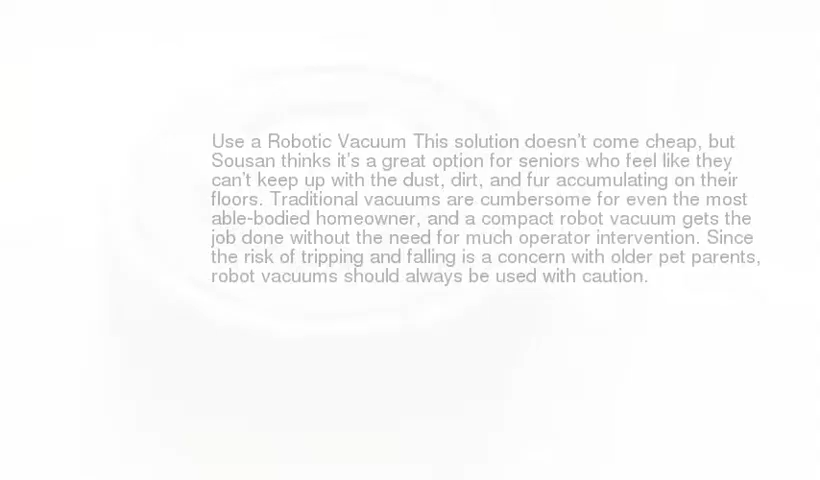 Use a Robotic Vacuum This solution doesn't come cheap, but
Sousan thinks it's a great option for seniors who feel like they
can't keep up with the dust, dirt, and fur accumulating on their
floors. Traditional vacuums are cumbersome for even the most
able-bodied homeowner, and a compact robot vacuum gets the
job done without the need for much operator intervention. Since
the risk of tripping and falling is a concern with older pet parents,
robot vacuums should always be used with caution.